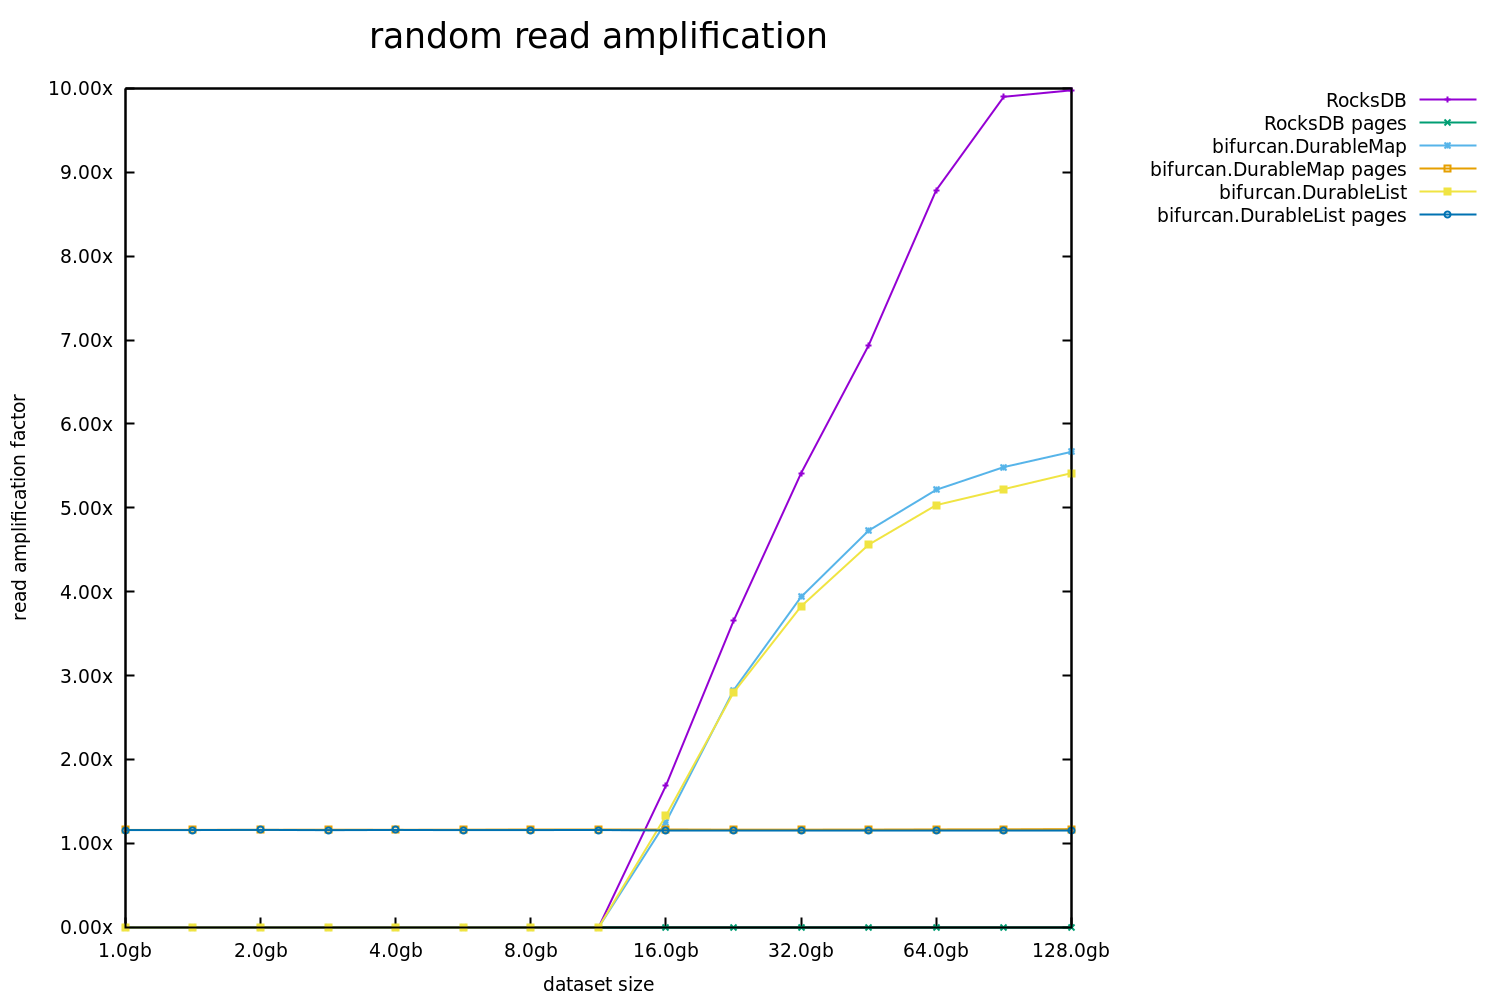 random read amplification
10.00x
9.00x
8.00x
7.00x
6.00x
5.00x
4.00x
3.00x
2.00x
1.00x
0.00x
read amplification factor
1.0gb 2.0gb 4.0gb 8.0gb 16.0gb 32.0gb 64.0gb 128.0gb
dataset size
RocksDB
RocksDB pages
bifurcan.DurableMap
bifurcan.DurableMap pages
bifurcan.DurableList
bifurcan.DurableList pages